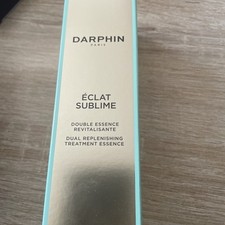 DARPHIN
PARIS
ÉCLAT
SUBLIME
DOUBLE ESSENCE
REVITALISANTE
DUAL REPLENISHING
TREATMENT ESSENCE